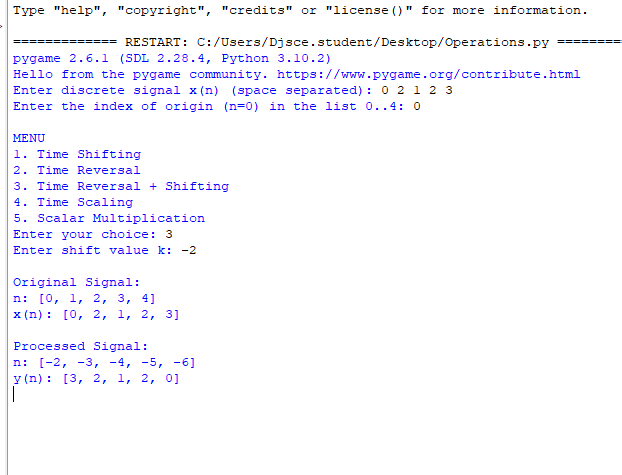 Type "help", "copyright", "credits" or "license()" for more information.
============= RESTART: C:/Users/Djsce.student/Desktop/Operations.py ========
pygame 2.6.1 (SDL 2.28.4, Python 3.10.2)
Hello from the pygame community. https://www.pygame.org/contribute.html
Enter discrete signal x(n) (space separated): 0 2 1 2 3
Enter the index of origin (n=0) in the list 0..4: 0
MENU
1. Time Shifting
2. Time Reversal
3. Time Reversal + Shifting
4. Time Scaling
5. Scalar Multiplication
Enter your choice: 3
Enter shift value k: -2
Original Signal:
n: [0, 1, 2, 3, 4]
x(n): [0, 2, 1, 2, 3]
Processed Signal:
n: [-2, -3, -4, -5, -6]
y(n): [3, 2, 1, 2, 0]